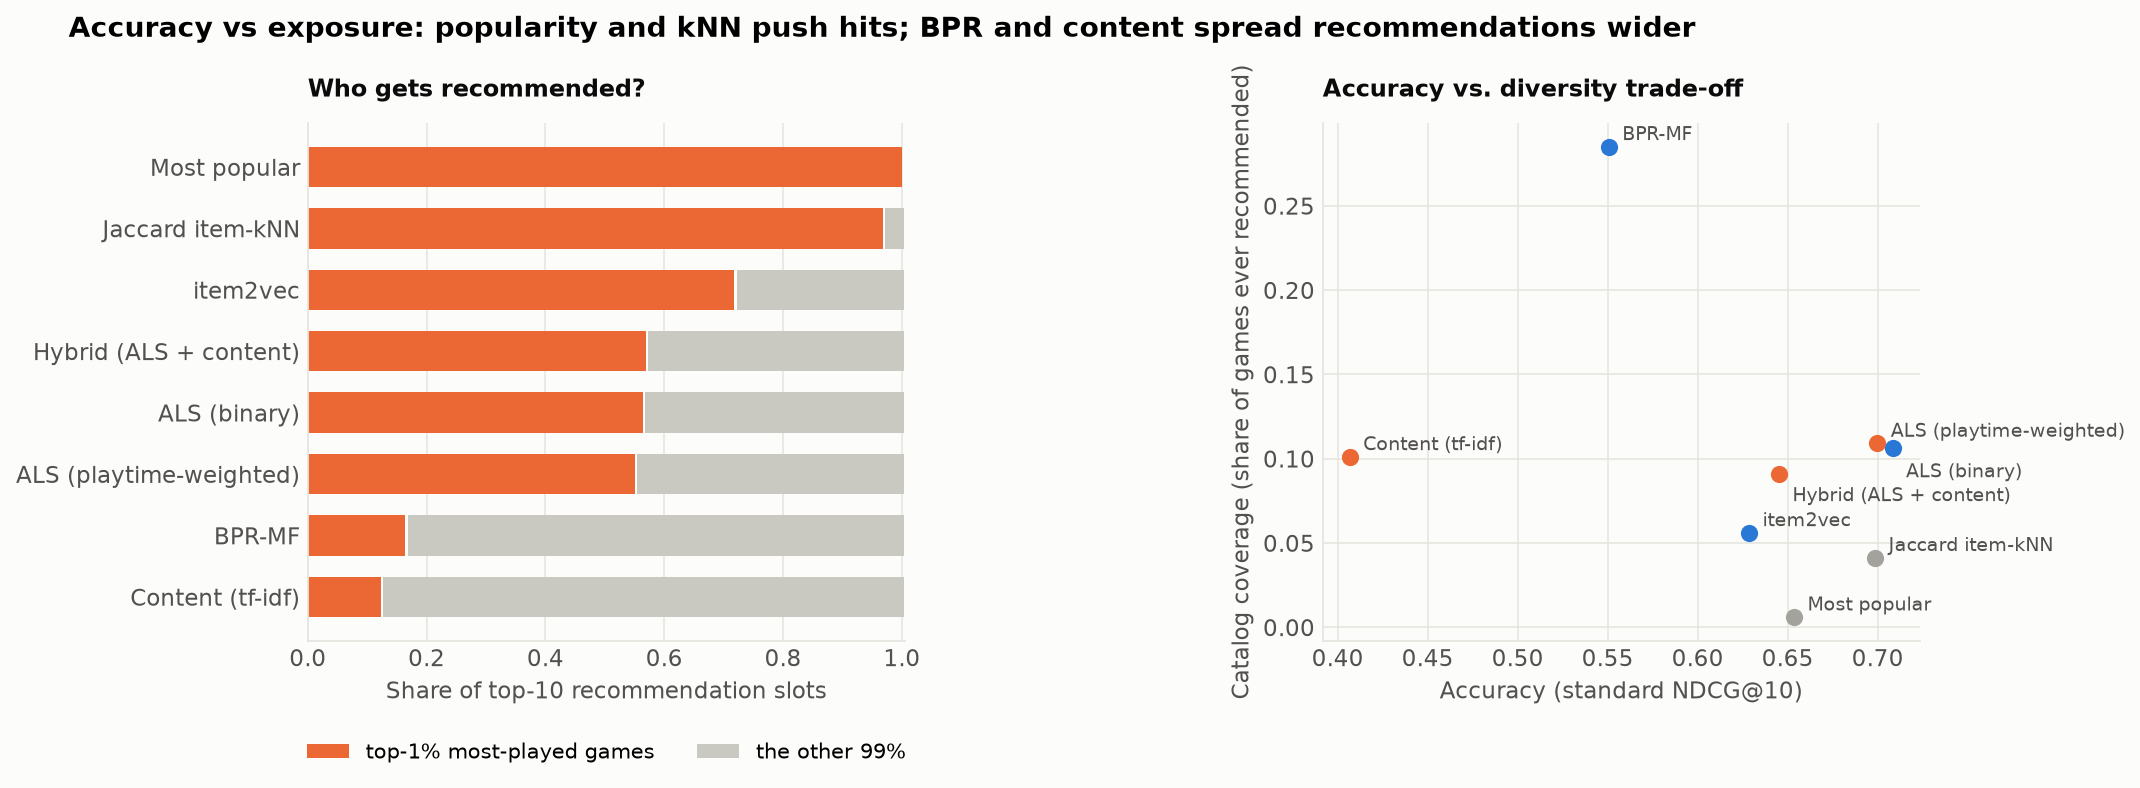 Accuracy vs exposure: popularity and kNN push hits; BPR and content spread recommendations wider
Who gets recommended?
Most popular
Jaccard item-kNN
item2vec
Hybrid (ALS + content)
ALS (binary)
ALS (playtime-weighted)
BPR-MF
Content (tf-idf)
0.0 0.2 0.4 0.6 0.8 1.0
Share of top-10 recommendation slots
top-1% most-played games the other 99%
Accuracy vs. diversity trade-off
Catalog coverage (share of games ever recommended)
0.25
0.20
0.15
0.10
0.05
0.00
BPR-MF
ALS (playtime-weighted)
Content (tf-idf)
ALS (binary)
Hybrid (ALS + content)
item2vec
Jaccard item-kNN
Most popular
0.40 0.45 0.50 0.55 0.60 0.65 0.70
Accuracy (standard NDCG@10)